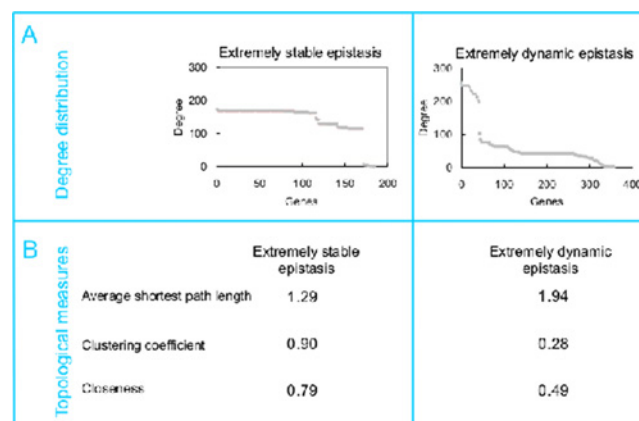 A
Degree distribution
Extremely stable epistasis
300
200
100
0
Degree
0 50 100 150 200
Genes
Extremely dynamic epistasis
300
200
100
0
Degree
0 100 200 300 400
Genes
B
Topological measures
Extremely stable
epistasis
Extremely dynamic
epistasis
Average shortest path length 1.29 1.94
Clustering coefficient 0.90 0.28
Closeness 0.79 0.49